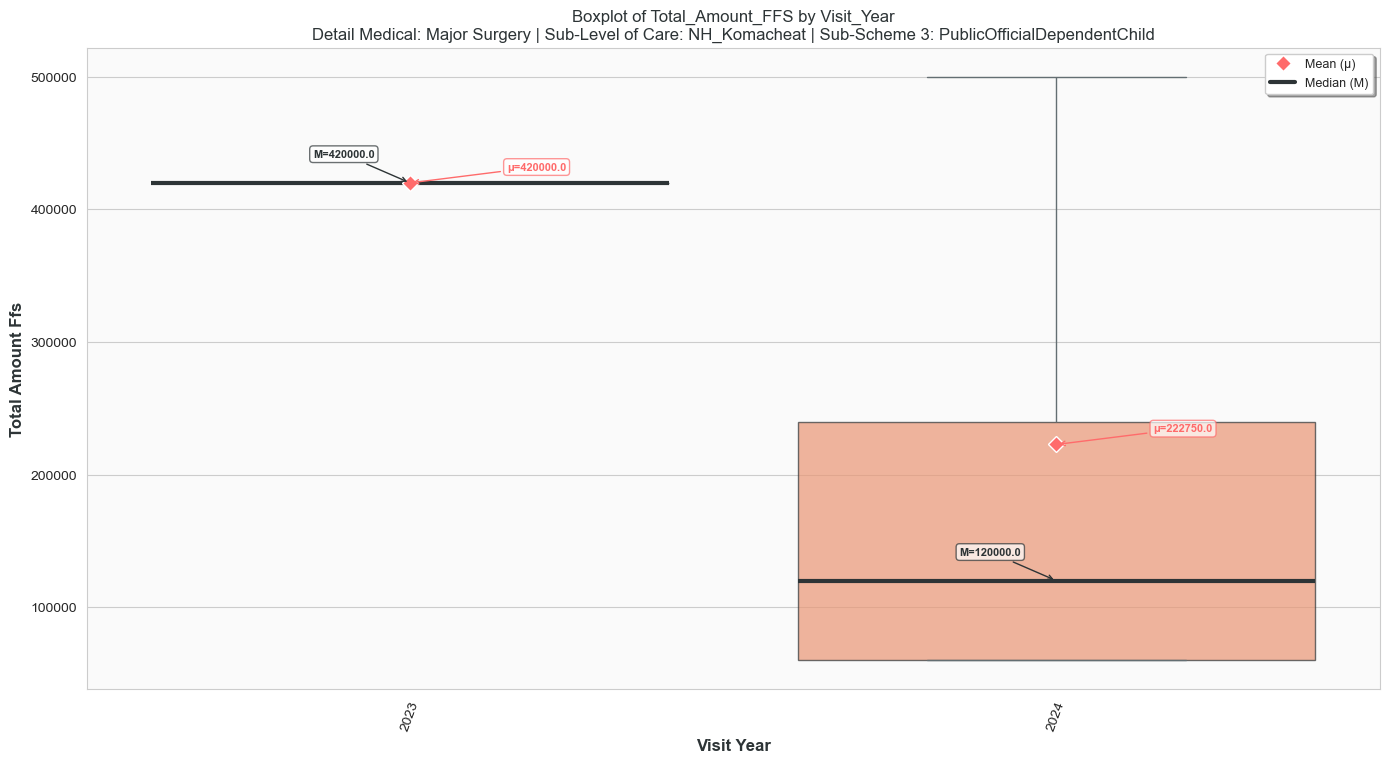 Boxplot of Total_Amount_FFS by Visit_Year
Detail Medical: Major Surgery | Sub-Level of Care: NH_Komacheat | Sub-Scheme 3: PublicOfficialDependentChild
Mean (μ)
Median (M)
500000
400000
300000
200000
100000
Total Amount Ffs
M=420000.0
μ=420000.0
μ=222750.0
M=120000.0
2023
2024
Visit Year